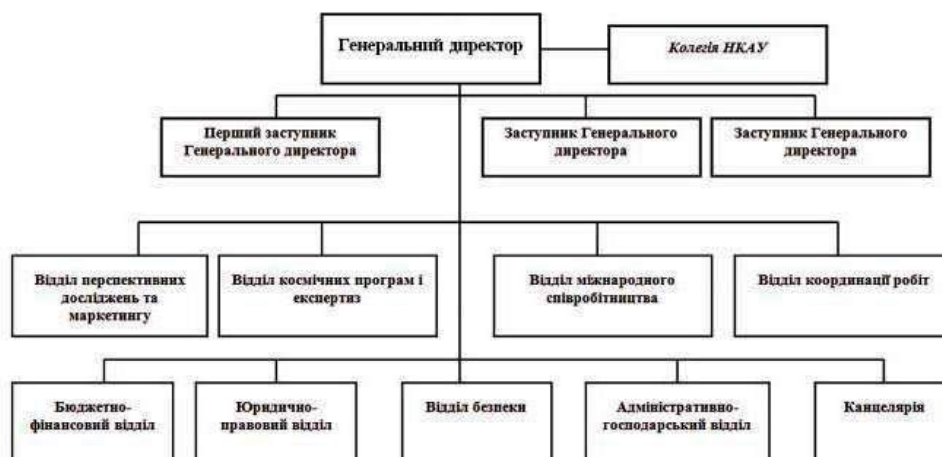 Генеральний директор
Колегія НКАУ
Перший заступник
Генерального директора
Заступник Генерального
директора
Заступник Генерального
директора
Відділ перспективних
досліджень та
маркетингу
Відділ космічних програм і
експертиз
Відділ міжнародного
співробітництва
Відділ координації робіт
Бюджетно-
фінансовий відділ
Юридично-
правовий відділ
Відділ безпеки
Адміністративно-
господарський відділ
Канцелярія